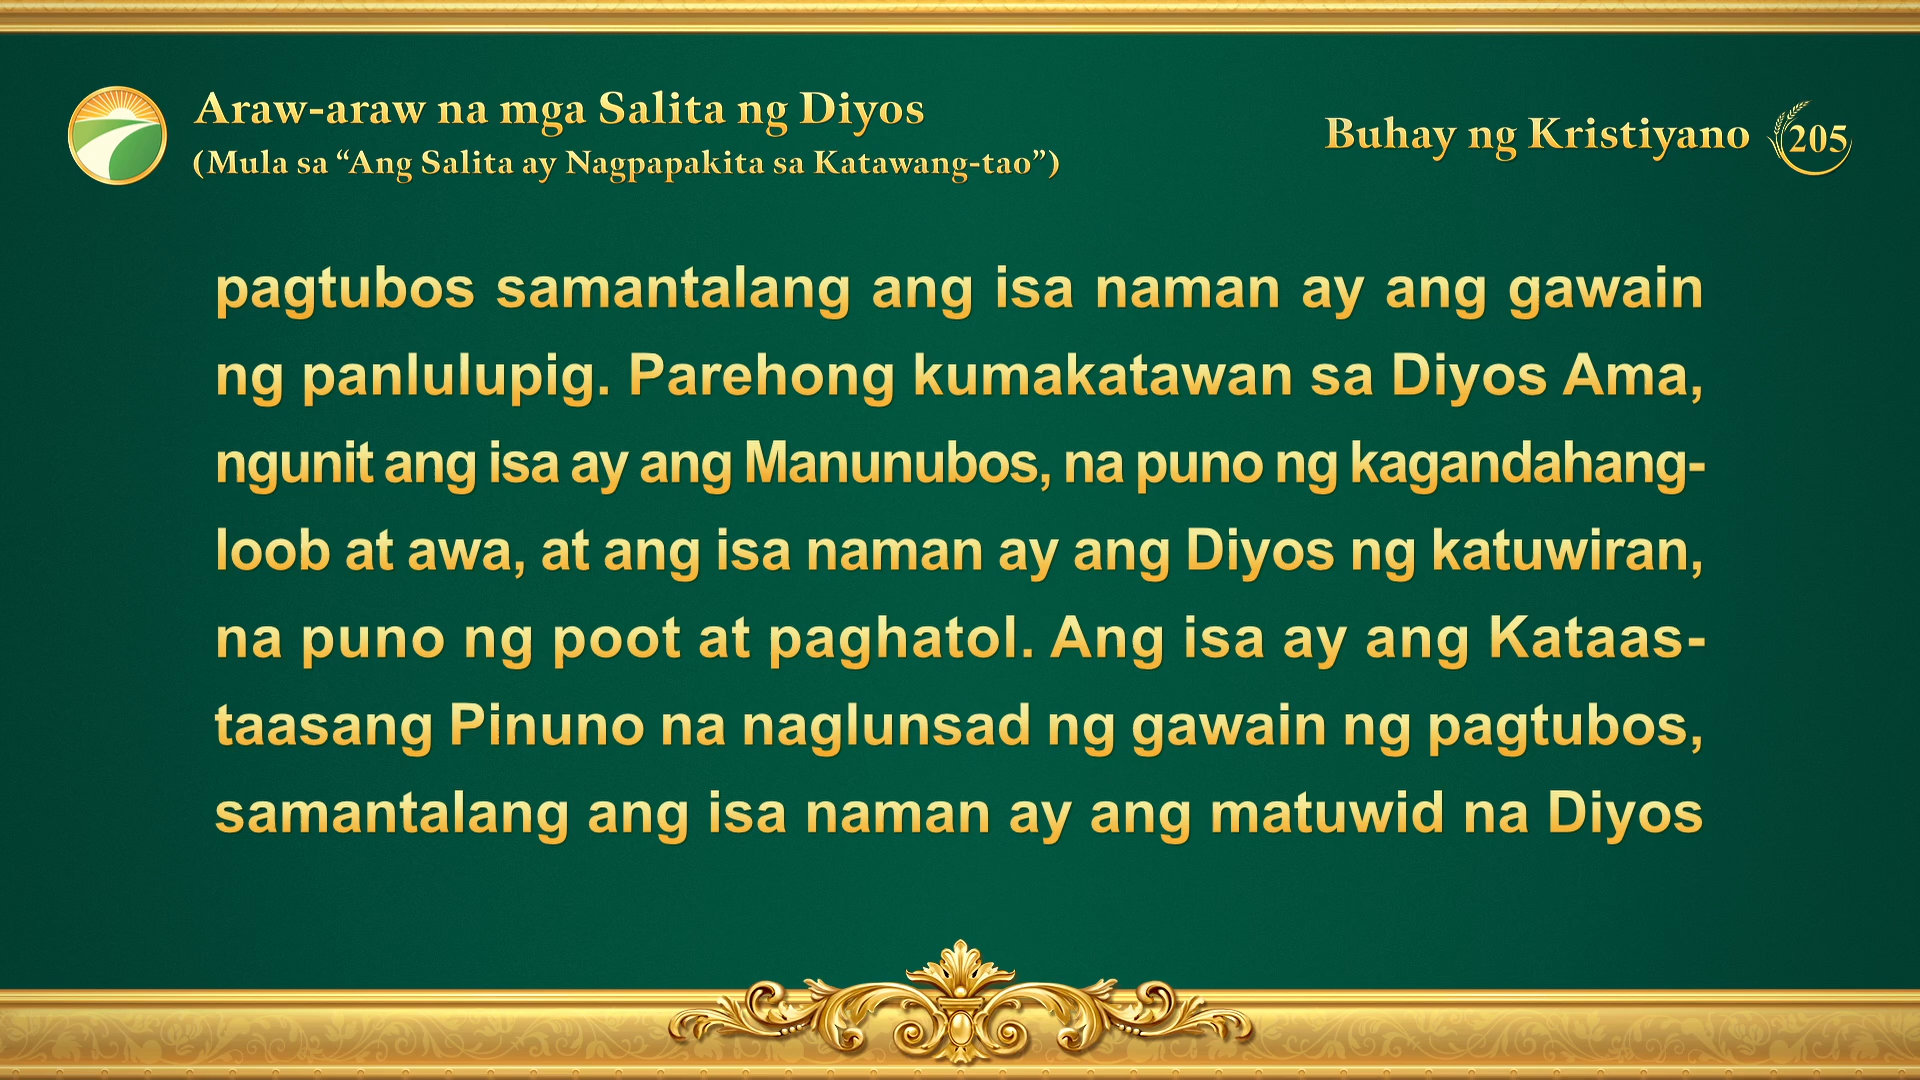 Araw-araw na mga Salita ng Diyos
(Mula sa “Ang Salita ay Nagpapakita sa Katawang-tao”)
Buhay ng Kristiyano 205
pagtubos samantalang ang isa naman ay ang gawain
ng panlulupig. Parehong kumakatawan sa Diyos Ama,
ngunit ang isa ay ang Manunubos, na puno ng kagandahang-
loob at awa, at ang isa naman ay ang Diyos ng katuwiran,
na puno ng poot at paghatol. Ang isa ay ang Kataas-
taasang Pinuno na naglunsad ng gawain ng pagtubos,
samantalang ang isa naman ay ang matuwid na Diyos